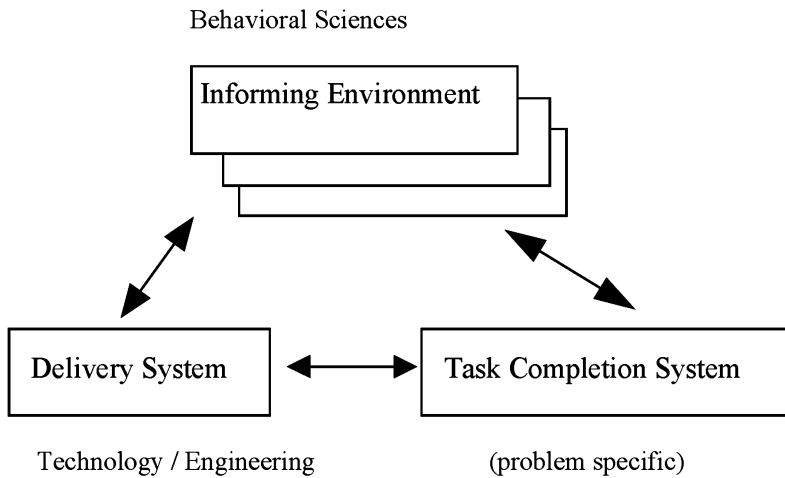 Behavioral Sciences
Informing Environment
Delivery System
Task Completion System
Technology / Engineering
(problem specific)